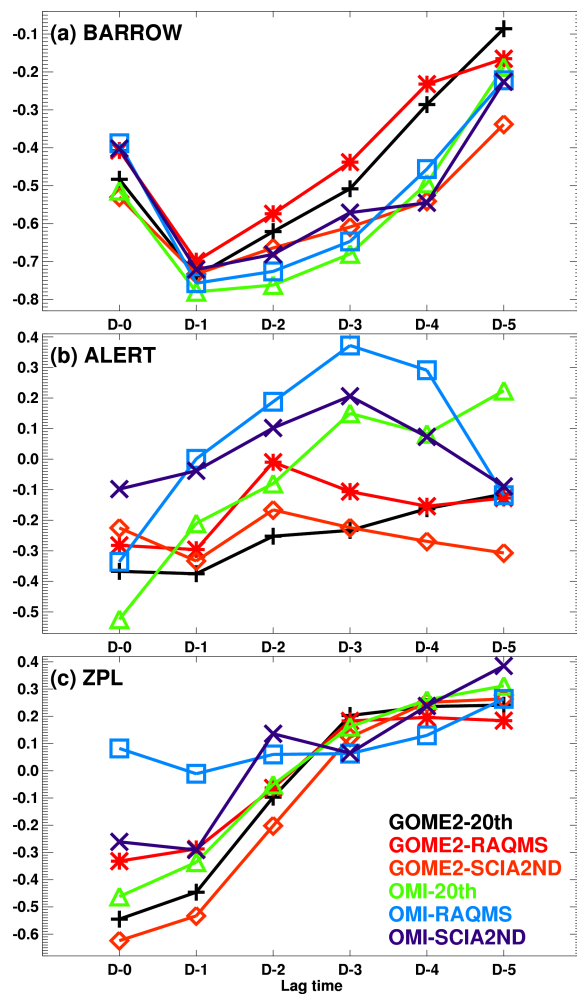 (a) BARROW
-0.1
-0.2
-0.3
-0.4
-0.5
-0.6
-0.7
-0.8
D-0 D-1 D-2 D-3 D-4 D-5
(b) ALERT
0.4
0.3
0.2
0.1
0.0
-0.1
-0.2
-0.3
-0.4
-0.5
D-0 D-1 D-2 D-3 D-4 D-5
(c) ZPL
0.4
0.3
0.2
0.1
0.0
-0.1
-0.2
-0.3
-0.4
-0.5
-0.6
GOME2-20th
GOME2-RAQMS
GOME2-SCIA2ND
OMI-20th
OMI-RAQMS
OMI-SCIA2ND
D-0 D-1 D-2 D-3 D-4 D-5
Lag time